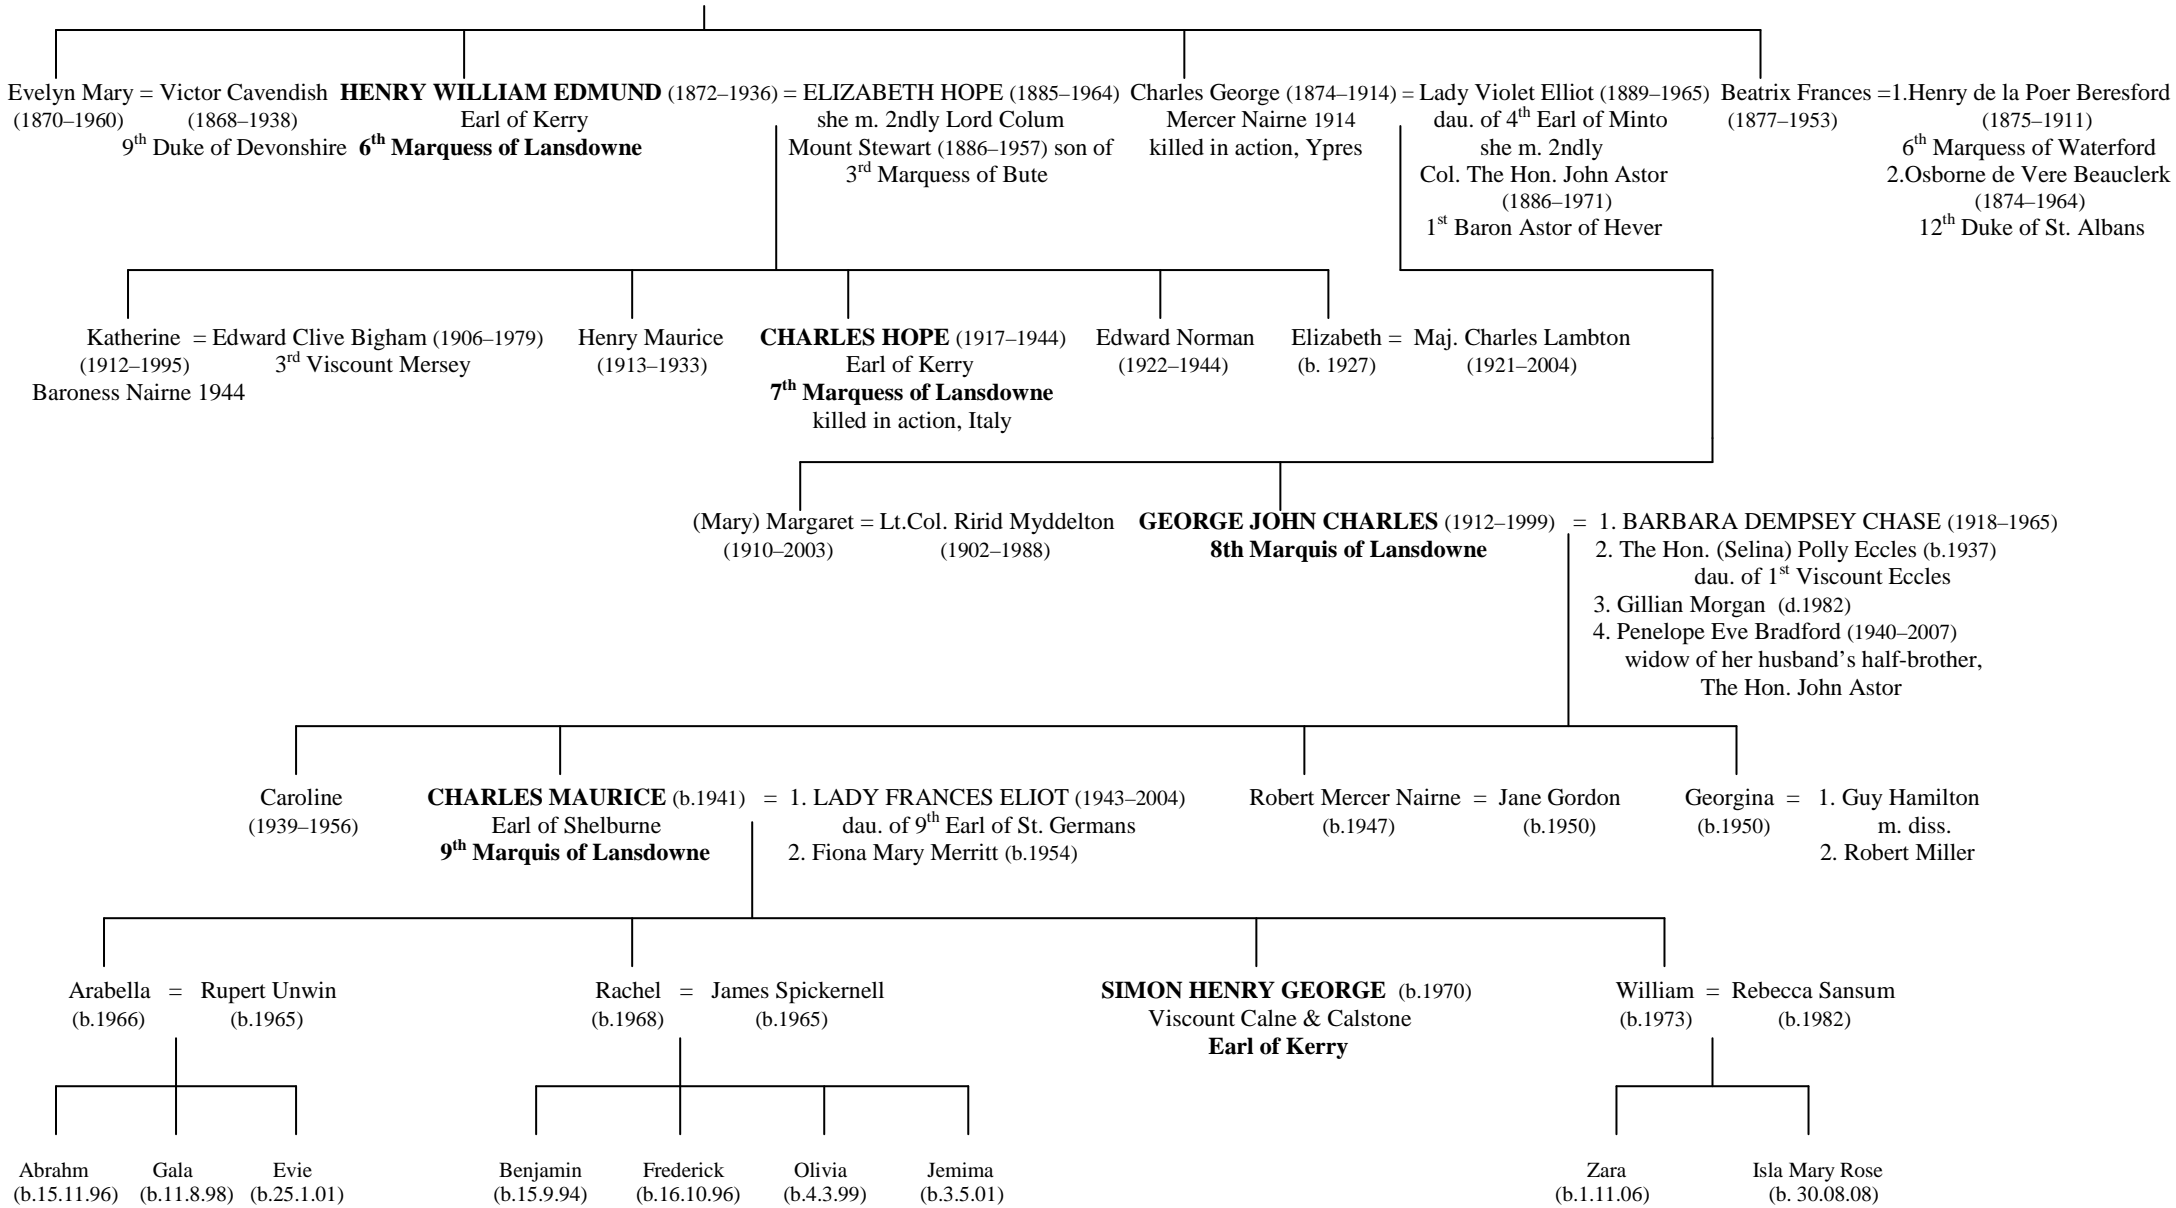 Evelyn Mary = Victor Cavendish HENRY WILLIAM EDMUND (1872–1936) = ELIZABETH HOPE (1885–1964) Charles George (1874–1914) = Lady Violet Elliot (1889–1965) Beatrix Frances =1.Henry de la Poer Beresford
(1870–1960) (1868–1938) Earl of Kerry she m. 2ndly Lord Colum Mercer Nairne 1914 dau. of 4th Earl of Minto (1877–1953) (1875–1911)
9th Duke of Devonshire 6th Marquess of Lansdowne Mount Stewart (1886–1957) son of killed in action, Ypres she m. 2ndly 6th Marquess of Waterford
3rd Marquess of Bute Col. The Hon. John Astor 2.Osborne de Vere Beauclerk
(1886–1971) (1874–1964)
1st Baron Astor of Hever 12th Duke of St. Albans
Katherine = Edward Clive Bigham (1906–1979) Henry Maurice CHARLES HOPE (1917–1944) Edward Norman Elizabeth = Maj. Charles Lambton
(1912–1995) 3rd Viscount Mersey (1913–1933) Earl of Kerry (1922–1944) (b. 1927) (1921–2004)
Baroness Nairne 1944 7th Marquess of Lansdowne
killed in action, Italy
(Mary) Margaret = Lt.Col. Ririd Myddelton GEORGE JOHN CHARLES (1912–1999) = 1. BARBARA DEMPSEY CHASE (1918–1965)
(1910–2003) (1902–1988) 8th Marquis of Lansdowne 2. The Hon. (Selina) Polly Eccles (b.1937)
dau. of 1st Viscount Eccles
3. Gillian Morgan (d.1982)
4. Penelope Eve Bradford (1940–2007)
widow of her husband's half-brother,
The Hon. John Astor
Caroline CHARLES MAURICE (b.1941) = 1. LADY FRANCES ELIOT (1943–2004) Robert Mercer Nairne = Jane Gordon Georgina = 1. Guy Hamilton
(1939–1956) Earl of Shelburne dau. of 9th Earl of St. Germans (b.1947) (b.1950) (b.1950) m. diss.
9th Marquis of Lansdowne 2. Fiona Mary Merritt (b.1954) 2. Robert Miller
Arabella = Rupert Unwin Rachel = James Spickernell SIMON HENRY GEORGE (b.1970) William = Rebecca Sansum
(b.1966) (b.1965) (b.1968) (b.1965) Viscount Calne & Calstone (b.1973) (b.1982)
Earl of Kerry
Abrahm Gala Evie Benjamin Frederick Olivia Jemima Zara Isla Mary Rose
(b.15.11.96) (b.11.8.98) (b.25.1.01) (b.15.9.94) (b.16.10.96) (b.4.3.99) (b.3.5.01) (b.1.11.06) (b. 30.08.08)